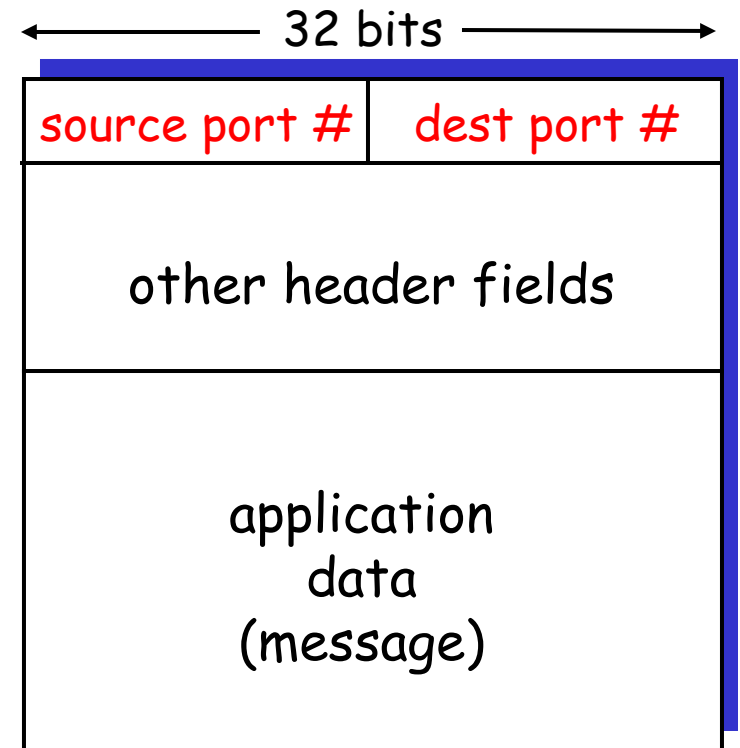 32 bits
source port # dest port #
other header fields
application
data
(message)